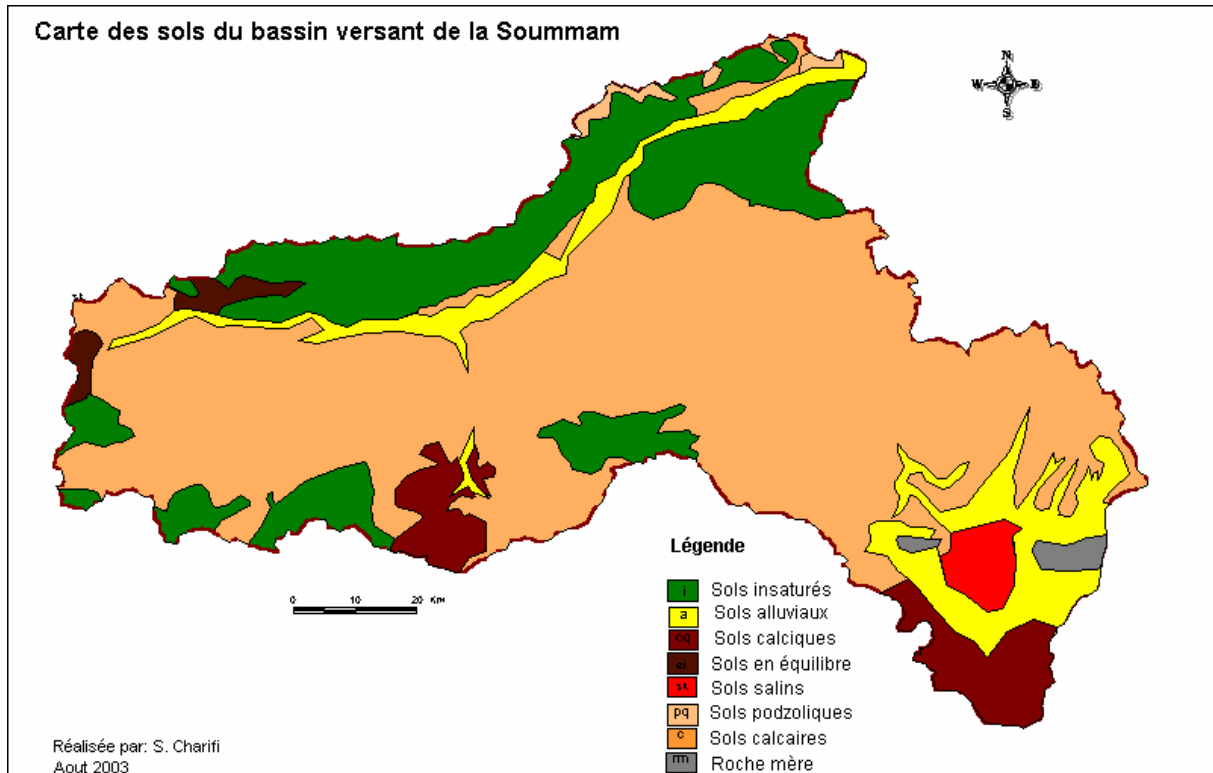 Carte des sols du bassin versant de la Soummam
N
W E
S
0 10 20 Km
Légende
i Sols insaturés
a Sols alluviaux
cq Sols calciques
ei Sols en équilibre
Sols salins
pq Sols podzoliques
c Sols calcaires
rm Roche mère
Réalisée par: S. Charifi
Aout 2003